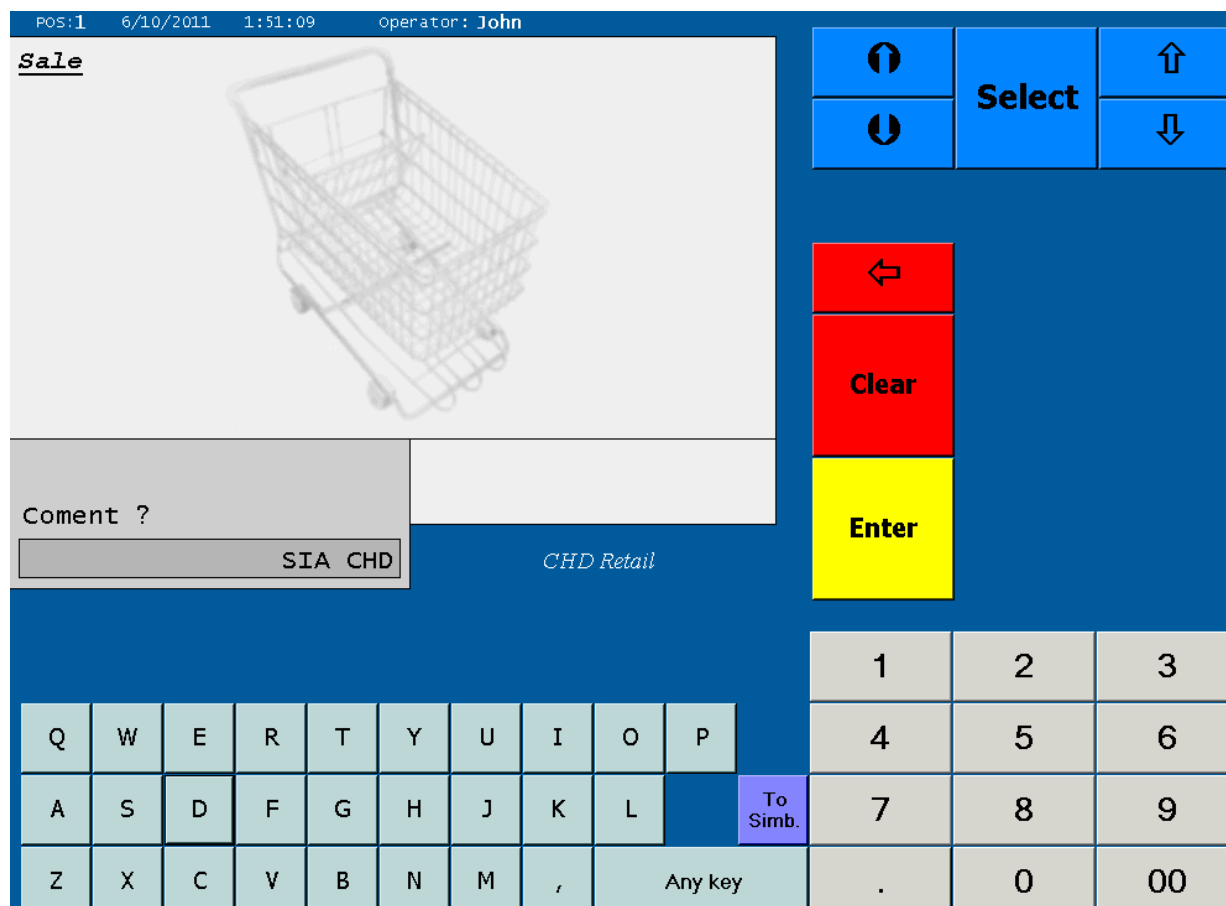 POS:1 6/10/2011 1:51:09 Operator: John
Sale
Select
Clear
Coment ?
SIA CHD
Enter
CHD Retail
1 2 3
Q W E R T Y U I O P
4 5 6
A S D F G H J K L
To
Simb.
7 8 9
Z X C V B N M , Any key
. 0 00